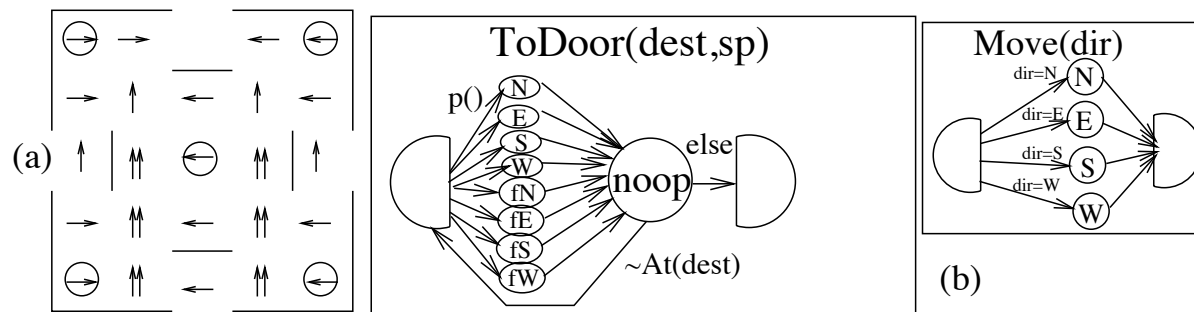 (a)
ToDoor(dest,sp)
p()
N
E
S
W
fN
fE
fS
fW
noop
else
~At(dest)
Move(dir)
dir=N
N
dir=E
E
dir=S
S
dir=W
W
(b)